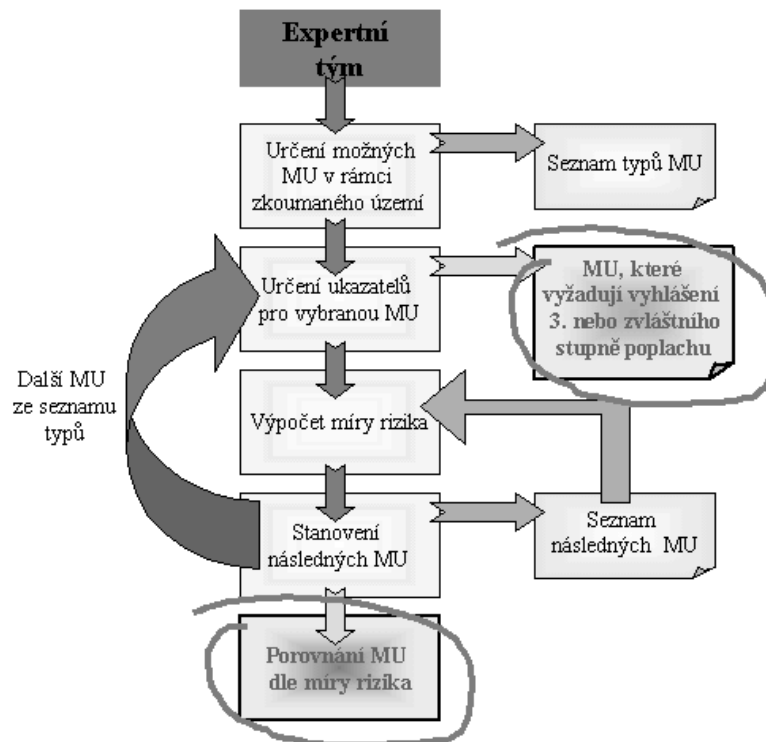 Expertní
tým
Určení možných
MU v rámci
zkoumaného území
Seznam typů MU
Určení ukazatelů
pro vybranou MU
MU, které
vyžadují vyhlášení
3. nebo zvláštního
stupně poplachu
Další MU
ze seznamu
typů
Výpočet míry rizika
Stanovení
následných MU
Seznam
následných MU
Porovnání MU
dle míry rizika